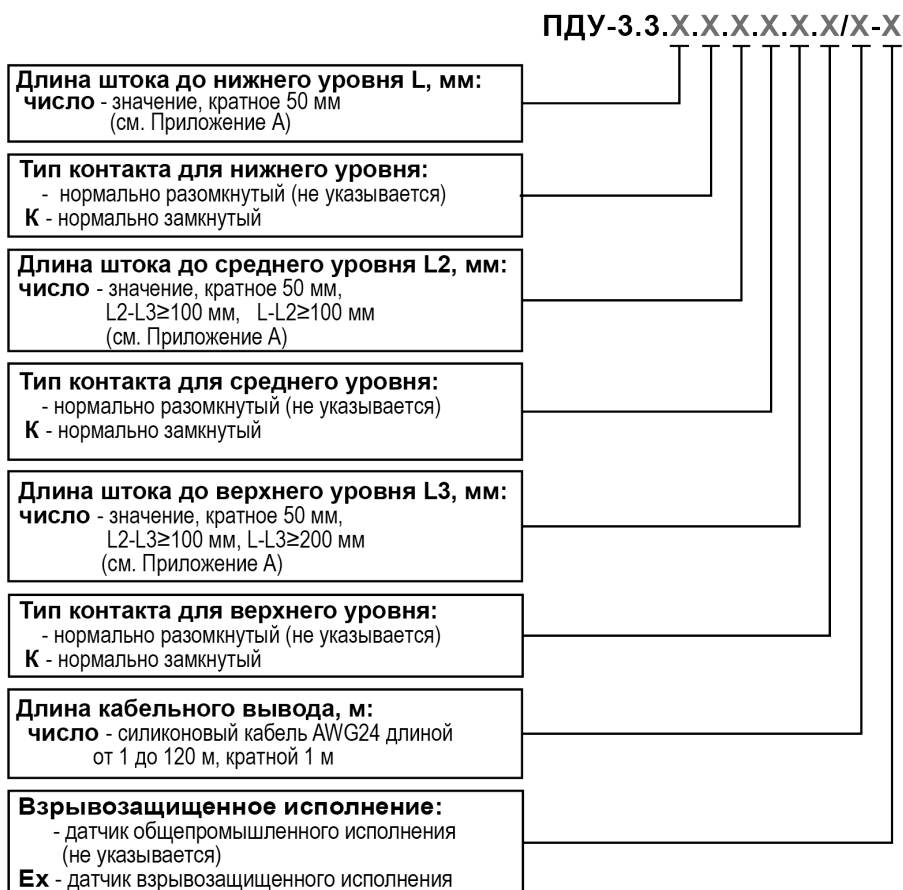 ПДУ-3.3.X.X.X.X.X.X/X-X
Длина штока до нижнего уровня L, мм:
число - значение, кратное 50 мм
(см. Приложение А)
Тип контакта для нижнего уровня:
- нормально разомкнутый (не указывается)
К - нормально замкнутый
Длина штока до среднего уровня L2, мм:
число - значение, кратное 50 мм,
L2-L3≥100 мм, L-L2≥100 мм
(см. Приложение А)
Тип контакта для среднего уровня:
- нормально разомкнутый (не указывается)
К - нормально замкнутый
Длина штока до верхнего уровня L3, мм:
число - значение, кратное 50 мм,
L2-L3≥100 мм, L-L3≥200 мм
(см. Приложение А)
Тип контакта для верхнего уровня:
- нормально разомкнутый (не указывается)
К - нормально замкнутый
Длина кабельного вывода, м:
число - силиконовый кабель AWG24 длиной
от 1 до 120 м, кратной 1 м
Взрывозащищенное исполнение:
- датчик общепромышленного исполнения
(не указывается)
Ex - датчик взрывозащищенного исполнения